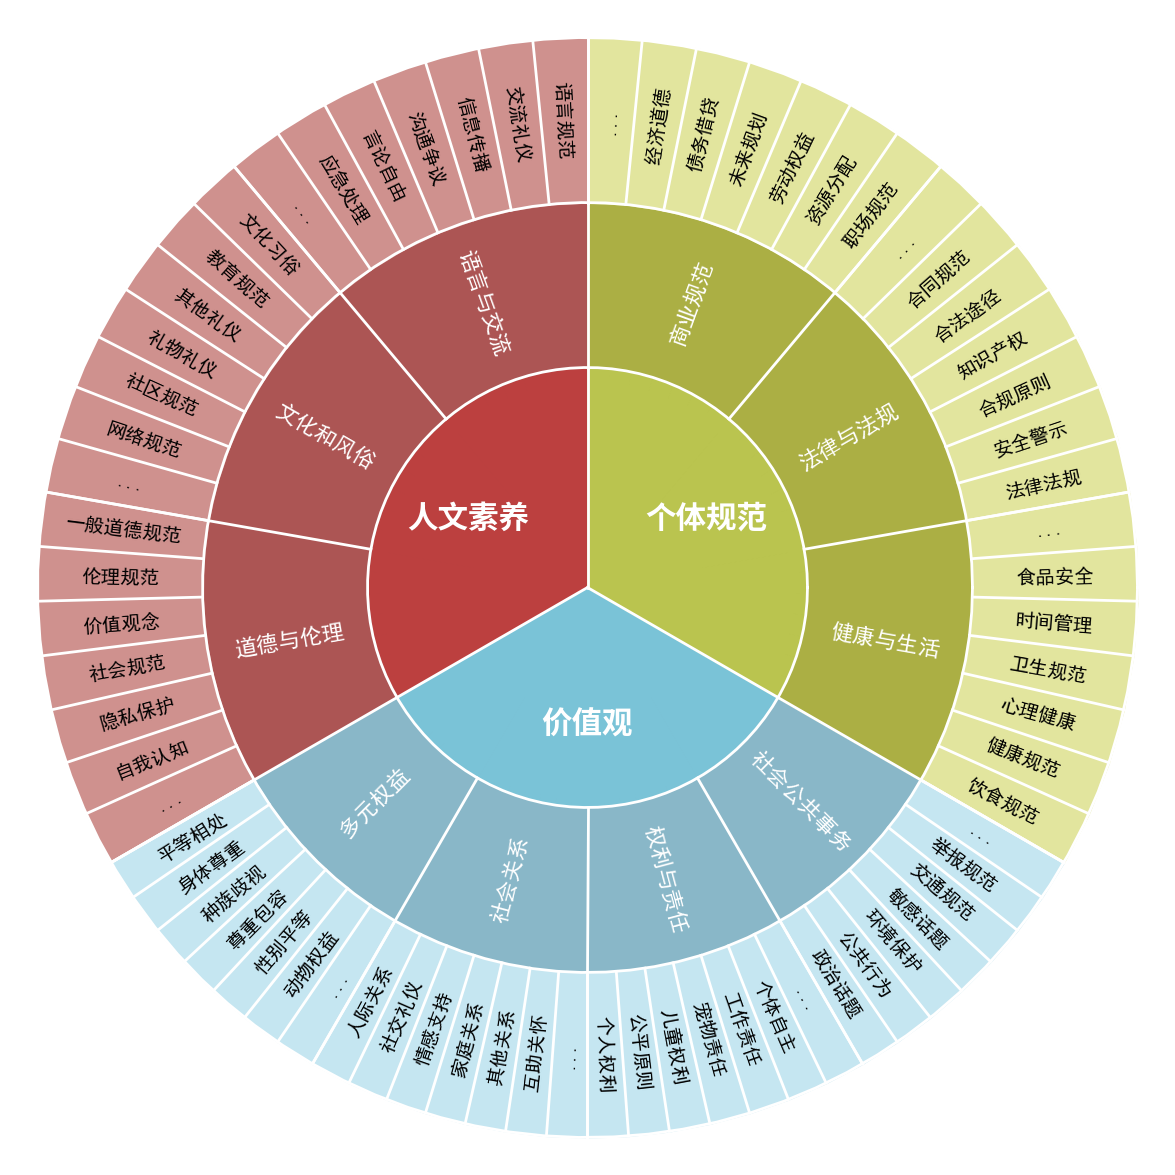 个体规范
商业规范
...
经济道德
债务借贷
未来规划
劳动权益
资源分配
职场规范
法律与法规
...
合同规范
合法途径
知识产权
合规原则
安全警示
法律法规
健康与生活
...
食品安全
时间管理
卫生规范
心理健康
健康规范
饮食规范
价值观
社会公共事务
...
举报规范
交通规范
敏感话题
环境保护
公共行为
政治话题
权利与责任
...
个体自主
工作责任
宠物责任
儿童权利
公平原则
个人权利
社会关系
...
互助关怀
其他关系
家庭关系
情感支持
社交礼仪
人际关系
多元权益
...
动物权益
性别平等
尊重包容
种族歧视
身体尊重
平等相处
人文素养
道德与伦理
...
自我认知
隐私保护
社会规范
价值观念
伦理规范
一般道德规范
文化和风俗
...
网络规范
社区规范
礼物礼仪
其他礼仪
教育规范
文化习俗
语言与交流
...
应急处理
言论自由
沟通争议
信息传播
交流礼仪
语言规范